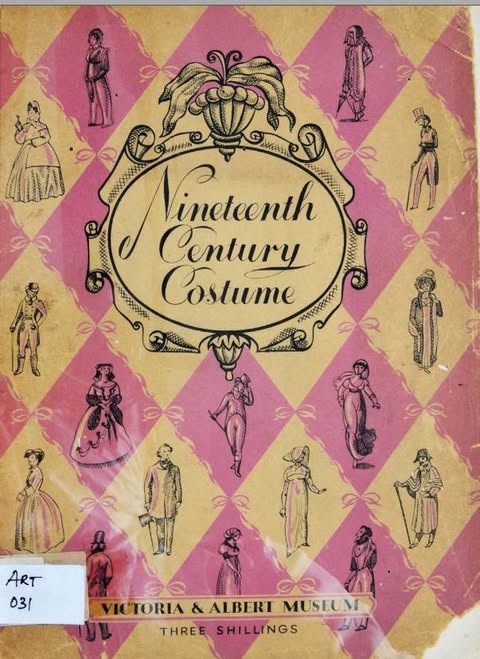 Nineteenth
Century
Costume
ART
031
VICTORIA & ALBERT MUSEUM
THREE SHILLINGS